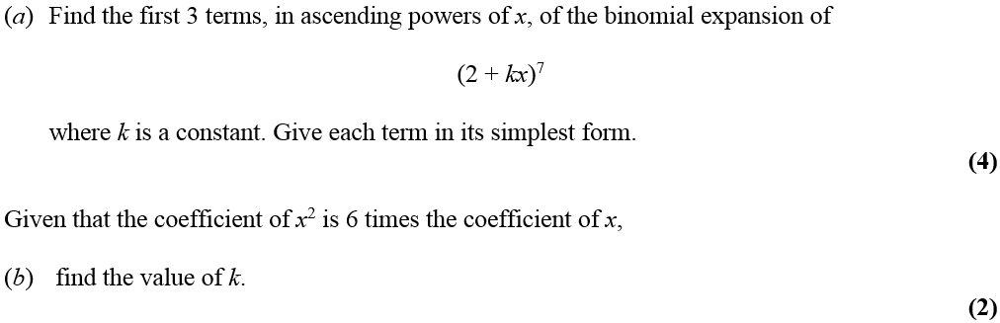 (a) Find the first 3 terms, in ascending powers of x, of the binomial expansion of
(2 + kx)⁷
where k is a constant. Give each term in its simplest form.
(4)
Given that the coefficient of x² is 6 times the coefficient of x,
(b) find the value of k.
(2)